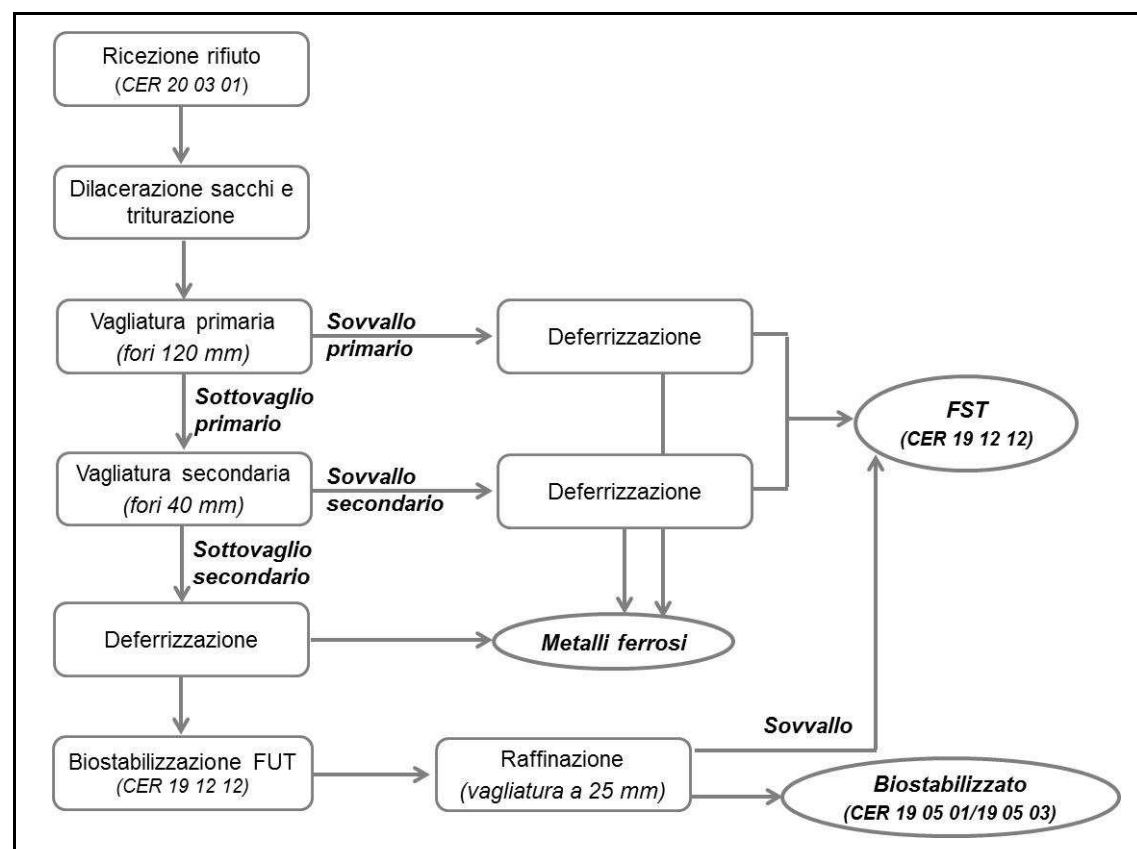 Ricezione rifiuto
(CER 20 03 01)
Dilacerazione sacchi e
triturazione
Vagliatura primaria
(fori 120 mm)
Sovvallo
primario
Deferrizzazione
Sottovaglio
primario
FST
(CER 19 12 12)
Vagliatura secondaria
(fori 40 mm)
Sovvallo
secondario
Deferrizzazione
Sottovaglio
secondario
Deferrizzazione
Metalli ferrosi
Biostabilizzazione FUT
(CER 19 12 12)
Raffinazione
(vagliatura a 25 mm)
Sovvallo
Biostabilizzato
(CER 19 05 01/19 05 03)